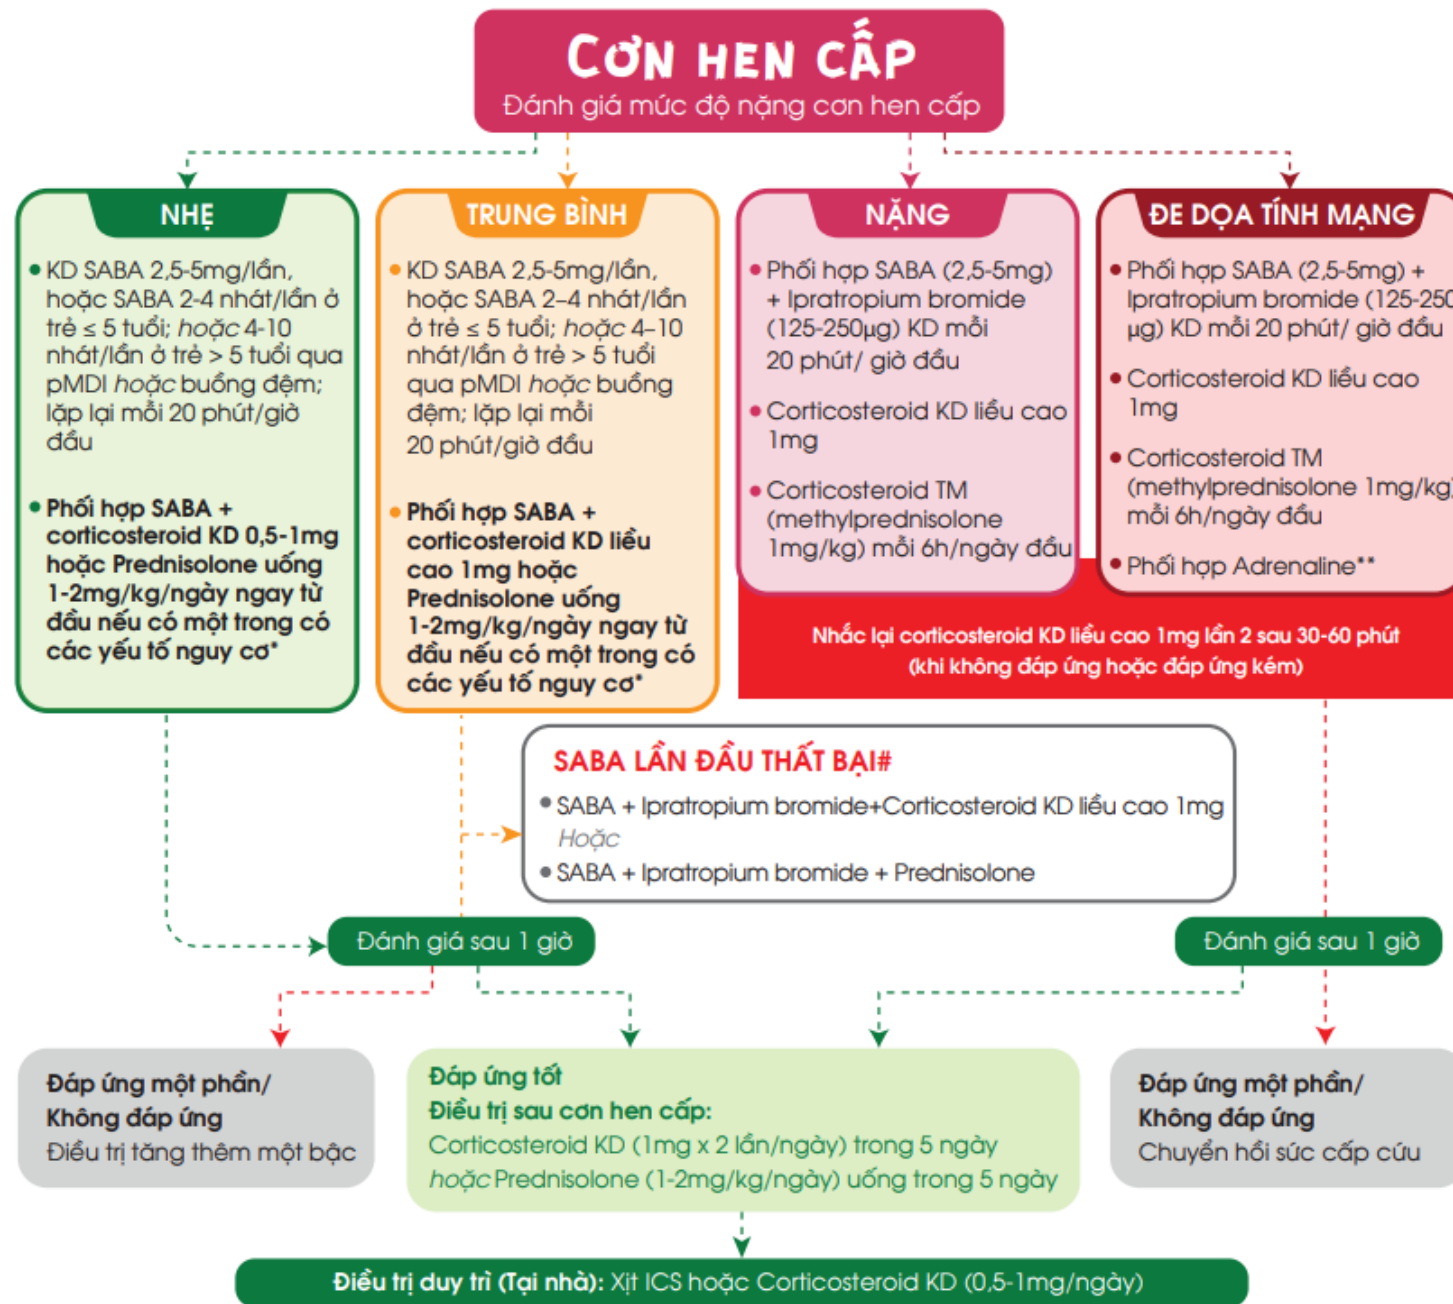 CƠN HEN CẤP
Đánh giá mức độ nặng cơn hen cấp
NHẸ
KD SABA 2,5-5mg/lần,
hoặc SABA 2-4 nhát/lần ở
trẻ ≤ 5 tuổi; hoặc 4-10
nhát/lần ở trẻ > 5 tuổi qua
pMDI hoặc buồng đệm;
lặp lại mỗi 20 phút/giờ
đầu
Phối hợp SABA +
corticosteroid KD 0,5-1mg
hoặc Prednisolone uống
1-2mg/kg/ngày ngay từ
đầu nếu có một trong có
các yếu tố nguy cơ*
TRUNG BÌNH
KD SABA 2,5-5mg/lần,
hoặc SABA 2–4 nhát/lần
ở trẻ ≤ 5 tuổi; hoặc 4–10
nhát/lần ở trẻ > 5 tuổi
qua pMDI hoặc buồng
đệm; lặp lại mỗi
20 phút/giờ đầu
Phối hợp SABA +
corticosteroid KD liều
cao 1mg hoặc
Prednisolone uống
1-2mg/kg/ngày ngay từ
đầu nếu có một trong có
các yếu tố nguy cơ*
NẶNG
Phối hợp SABA (2,5-5mg)
+ Ipratropium bromide
(125-250µg) KD mỗi
20 phút/ giờ đầu
Corticosteroid KD liều cao
1mg
Corticosteroid TM
(methylprednisolone
1mg/kg) mỗi 6h/ngày đầu
ĐE DỌA TÍNH MẠNG
Phối hợp SABA (2,5-5mg) +
Ipratropium bromide (125-250
µg) KD mỗi 20 phút/ giờ đầu
Corticosteroid KD liều cao
1mg
Corticosteroid TM
(methylprednisolone 1mg/kg)
mỗi 6h/ngày đầu
Phối hợp Adrenaline**
Nhắc lại corticosteroid KD liều cao 1mg lần 2 sau 30-60 phút
(khi không đáp ứng hoặc đáp ứng kém)
SABA LẦN ĐẦU THẤT BẠI#
SABA + Ipratropium bromide+Corticosteroid KD liều cao 1mg
Hoặc
SABA + Ipratropium bromide + Prednisolone
Đánh giá sau 1 giờ
Đánh giá sau 1 giờ
Đáp ứng một phần/
Không đáp ứng
Điều trị tăng thêm một bậc
Đáp ứng tốt
Điều trị sau cơn hen cấp:
Corticosteroid KD (1mg x 2 lần/ngày) trong 5 ngày
hoặc Prednisolone (1-2mg/kg/ngày) uống trong 5 ngày
Đáp ứng một phần/
Không đáp ứng
Chuyển hồi sức cấp cứu
Điều trị duy trì (Tại nhà): Xịt ICS hoặc Corticosteroid KD (0,5-1mg/ngày)